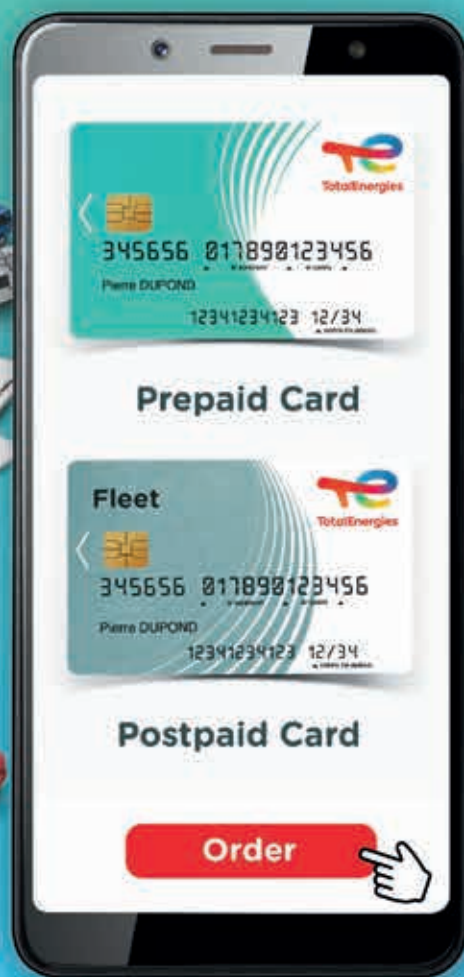 TotalEnergies
345656 017890123456
Pierre DUPOND
12341234123 12/34
Prepaid Card
Fleet
TotalEnergies
345656 017890123456
Pierre DUPOND
12341234123 12/34
Postpaid Card
Order